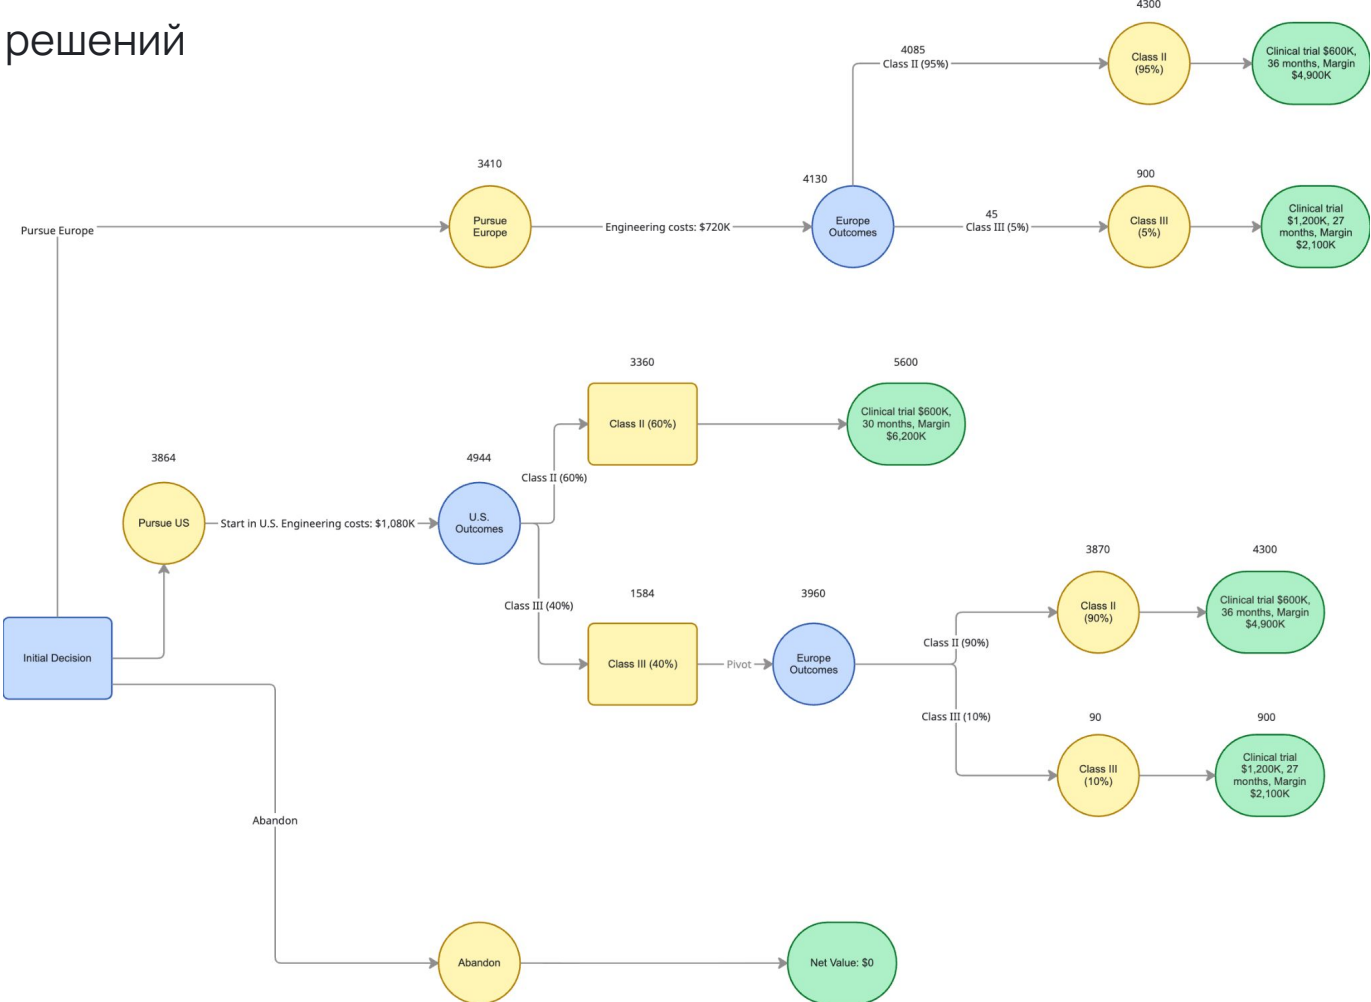 решений
4300
4085
Class II (95%)
Class II
(95%)
Clinical trial $600K,
36 months, Margin
$4,900K
3410
4130
900
Pursue Europe
Pursue
Europe
Engineering costs: $720K
Europe
Outcomes
45
Class III (5%)
Class III
(5%)
Clinical trial
$1,200K, 27
months, Margin
$2,100K
3360
5600
Class II (60%)
Clinical trial $600K,
30 months, Margin
$6,200K
3864
4944
Class II (60%)
Pursue US
Start in U.S. Engineering costs: $1,080K
U.S.
Outcomes
3870
4300
Class III (40%)
1584
3960
Class II
(90%)
Clinical trial $600K,
36 months, Margin
$4,900K
Initial Decision
Class III (40%)
Pivot
Europe
Outcomes
Class II (90%)
Class III (10%)
90
900
Class III
(10%)
Clinical trial
$1,200K, 27
months, Margin
$2,100K
Abandon
Abandon
Net Value: $0